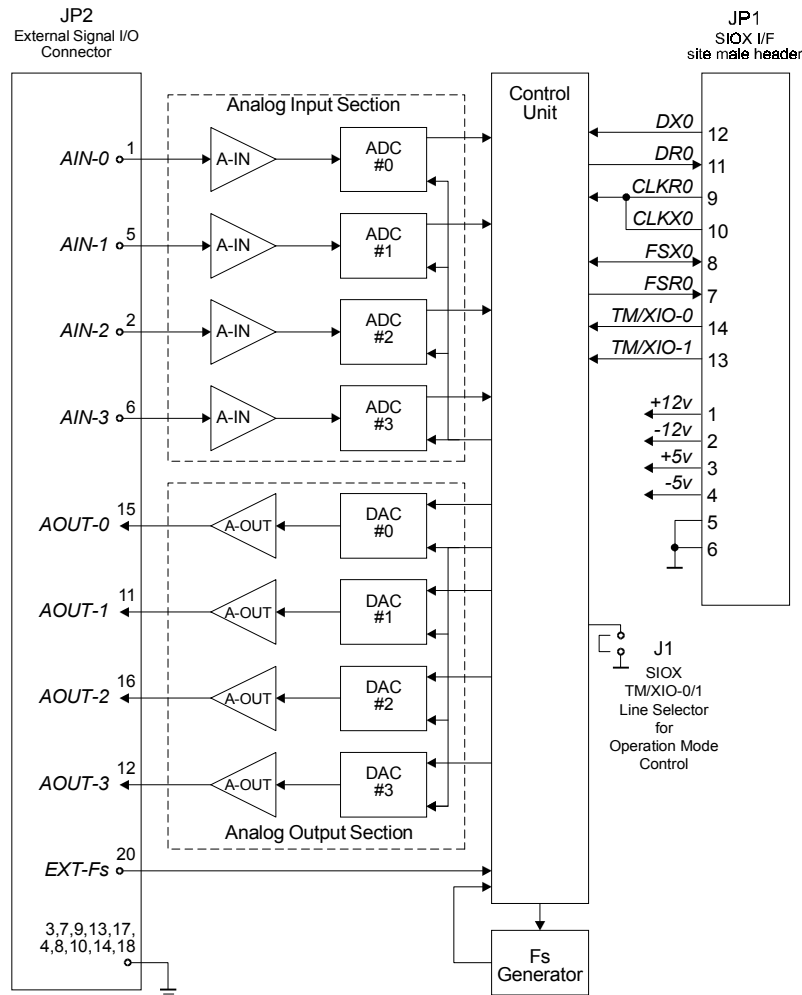 JP2
External Signal I/O
Connector
JP1
SIOX I/F
site male header
Analog Input Section
Control
Unit
AIN-0
1
A-IN
ADC
#0
AIN-1
5
A-IN
ADC
#1
AIN-2
2
A-IN
ADC
#2
AIN-3
6
A-IN
ADC
#3
DX0
12
DR0
11
CLKR0
9
CLKX0
10
FSX0
8
FSR0
7
TM/XIO-0
14
TM/XIO-1
13
+12v
1
-12v
2
+5v
3
-5v
4
5
6
AOUT-0
15
A-OUT
DAC
#0
AOUT-1
11
A-OUT
DAC
#1
AOUT-2
16
A-OUT
DAC
#2
AOUT-3
12
A-OUT
DAC
#3
Analog Output Section
J1
SIOX
TM/XIO-0/1
Line Selector
for
Operation Mode
Control
EXT-Fs
20
3,7,9,13,17,
4,8,10,14,18
Fs
Generator